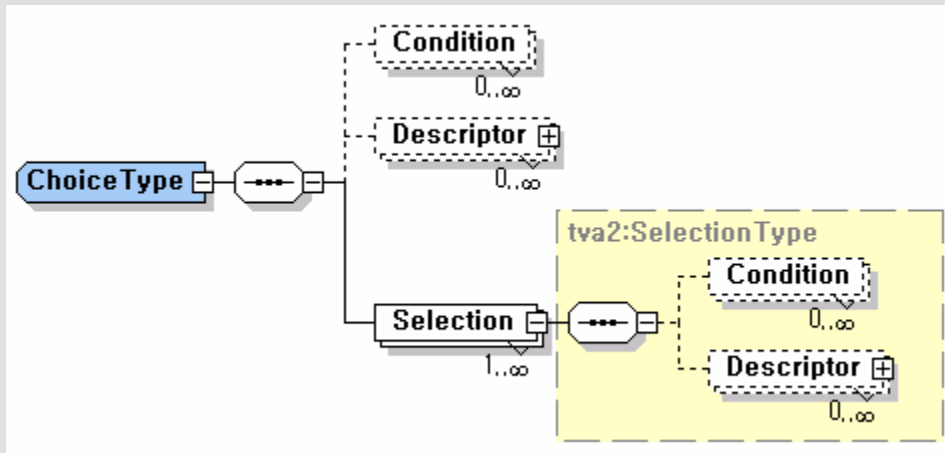 Condition
0..∞
Descriptor
0..∞
ChoiceType
tva2:SelectionType
Condition
0..∞
Selection
1..∞
Descriptor
0..∞